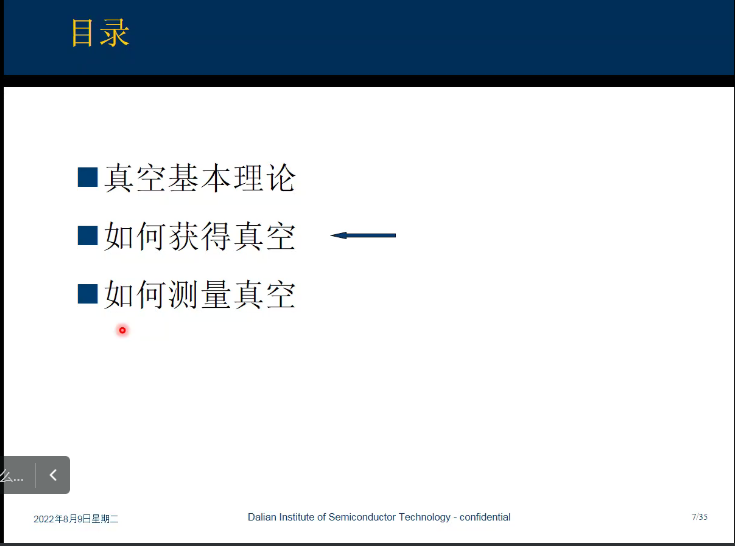 目录
真空基本理论
如何获得真空
如何测量真空
么...
2022年8月9日星期二
Dalian Institute of Semiconductor Technology - confidential
7/35